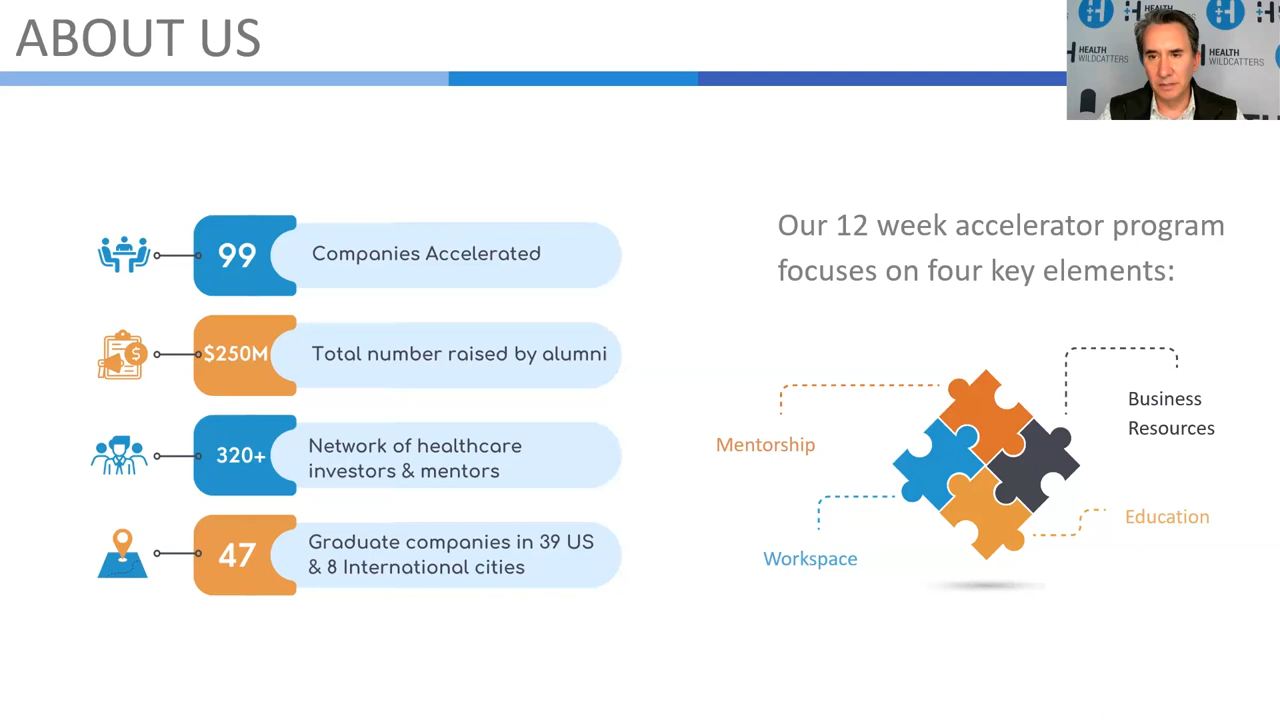 ABOUT US
HEALTH
WILDCATTERS
HEALTH
WILDCATTERS
99
Companies Accelerated
$250M
Total number raised by alumni
320+
Network of healthcare
investors & mentors
47
Graduate companies in 39 US
& 8 International cities
Our 12 week accelerator program
focuses on four key elements:
Mentorship
Business
Resources
Workspace
Education